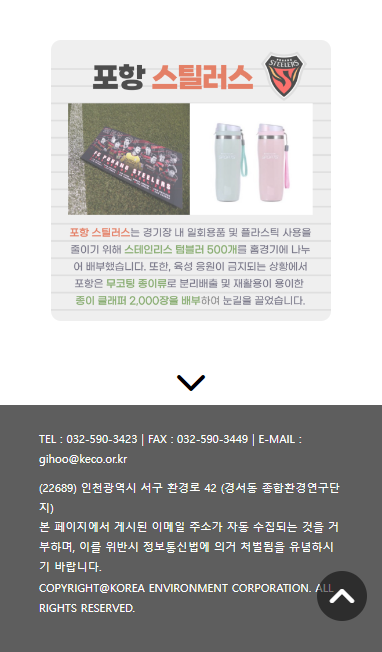 포항 스틸러스
STEELERS
FC POHANG STEELERS
포항 스틸러스는 경기장 내 일회용품 및 플라스틱 사용을
줄이기 위해 스테인리스 텀블러 500개를 홈경기에 나누
어 배부했습니다. 또한, 육성 응원이 금지되는 상황에서
포항은 무코팅 종이류로 분리배출 및 재활용이 용이한
종이 클래퍼 2,000장을 배부하여 눈길을 끌었습니다.
TEL : 032-590-3423 | FAX : 032-590-3449 | E-MAIL :
gihoo@keco.or.kr
(22689) 인천광역시 서구 환경로 42 (경서동 종합환경연구단
지)
본 페이지에서 게시된 이메일 주소가 자동 수집되는 것을 거
부하며, 이를 위반시 정보통신법에 의거 처벌됨을 유념하시
기 바랍니다.
COPYRIGHT@KOREA ENVIRONMENT CORPORATION. ALL
RIGHTS RESERVED.